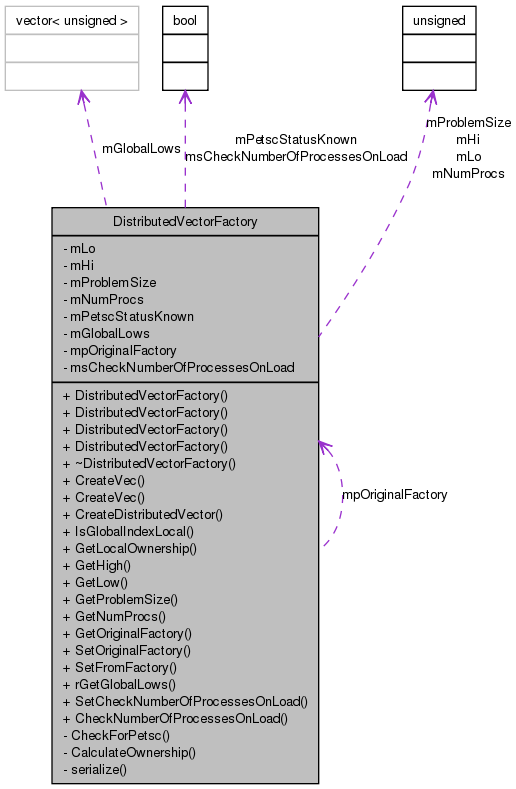 vector< unsigned >
bool
unsigned
mGlobalLows
mPetscStatusKnown
msCheckNumberOfProcessesOnLoad
mProblemSize
mHi
mLo
mNumProcs
DistributedVectorFactory
- mLo
- mHi
- mProblemSize
- mNumProcs
- mPetscStatusKnown
- mGlobalLows
- mpOriginalFactory
- msCheckNumberOfProcessesOnLoad
+ DistributedVectorFactory()
+ DistributedVectorFactory()
+ DistributedVectorFactory()
+ DistributedVectorFactory()
+ ~DistributedVectorFactory()
+ CreateVec()
+ CreateVec()
+ CreateDistributedVector()
+ IsGlobalIndexLocal()
+ GetLocalOwnership()
+ GetHigh()
+ GetLow()
+ GetProblemSize()
+ GetNumProcs()
+ GetOriginalFactory()
+ SetOriginalFactory()
+ SetFromFactory()
+ rGetGlobalLows()
+ SetCheckNumberOfProcessesOnLoad()
+ CheckNumberOfProcessesOnLoad()
- CheckForPetsc()
- CalculateOwnership()
- serialize()
mpOriginalFactory